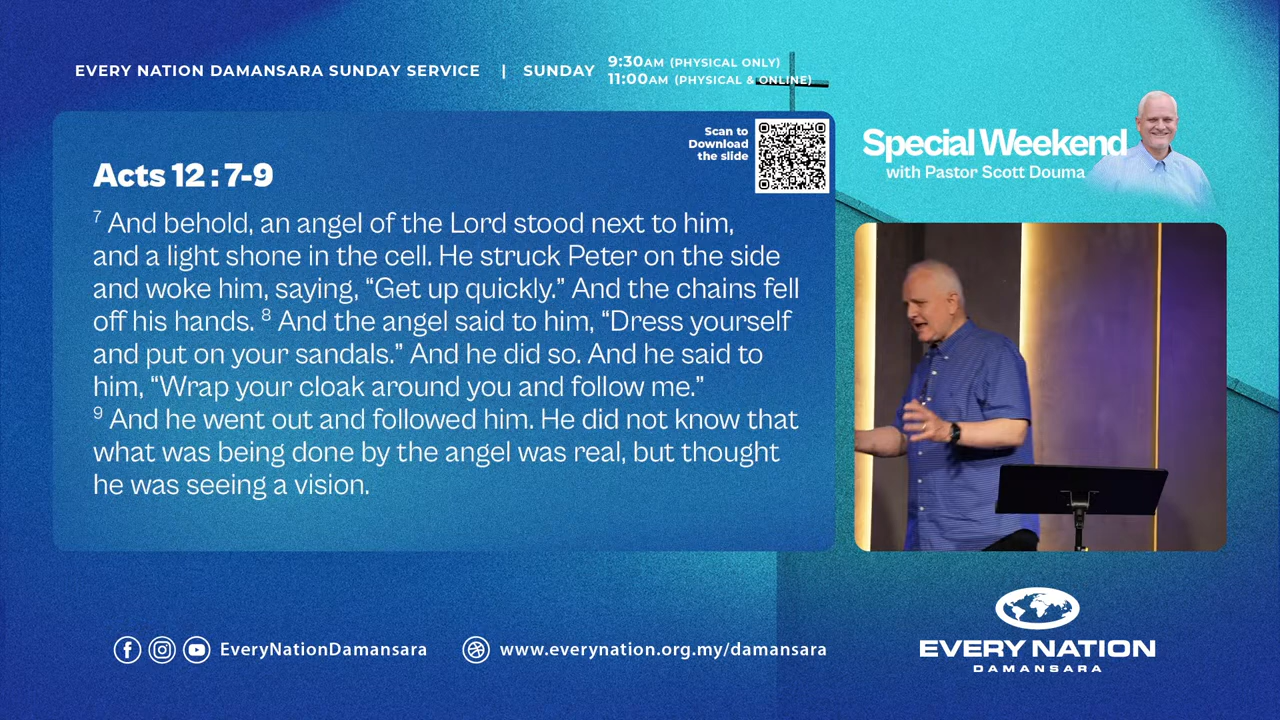 EVERY NATION DAMANSARA SUNDAY SERVICE | SUNDAY 9:30AM (PHYSICAL ONLY)
11:00AM (PHYSICAL & ONLINE)
Scan to
Download
the slide
Special Weekend
with Pastor Scott Douma
Acts 12 : 7-9
7 And behold, an angel of the Lord stood next to him,
and a light shone in the cell. He struck Peter on the side
and woke him, saying, “Get up quickly.” And the chains fell
off his hands. 8 And the angel said to him, “Dress yourself
and put on your sandals.” And he did so. And he said to
him, “Wrap your cloak around you and follow me.”
9 And he went out and followed him. He did not know that
what was being done by the angel was real, but thought
he was seeing a vision.
EveryNationDamansara
www.everynation.org.my/damansara
EVERY NATION
DAMANSARA